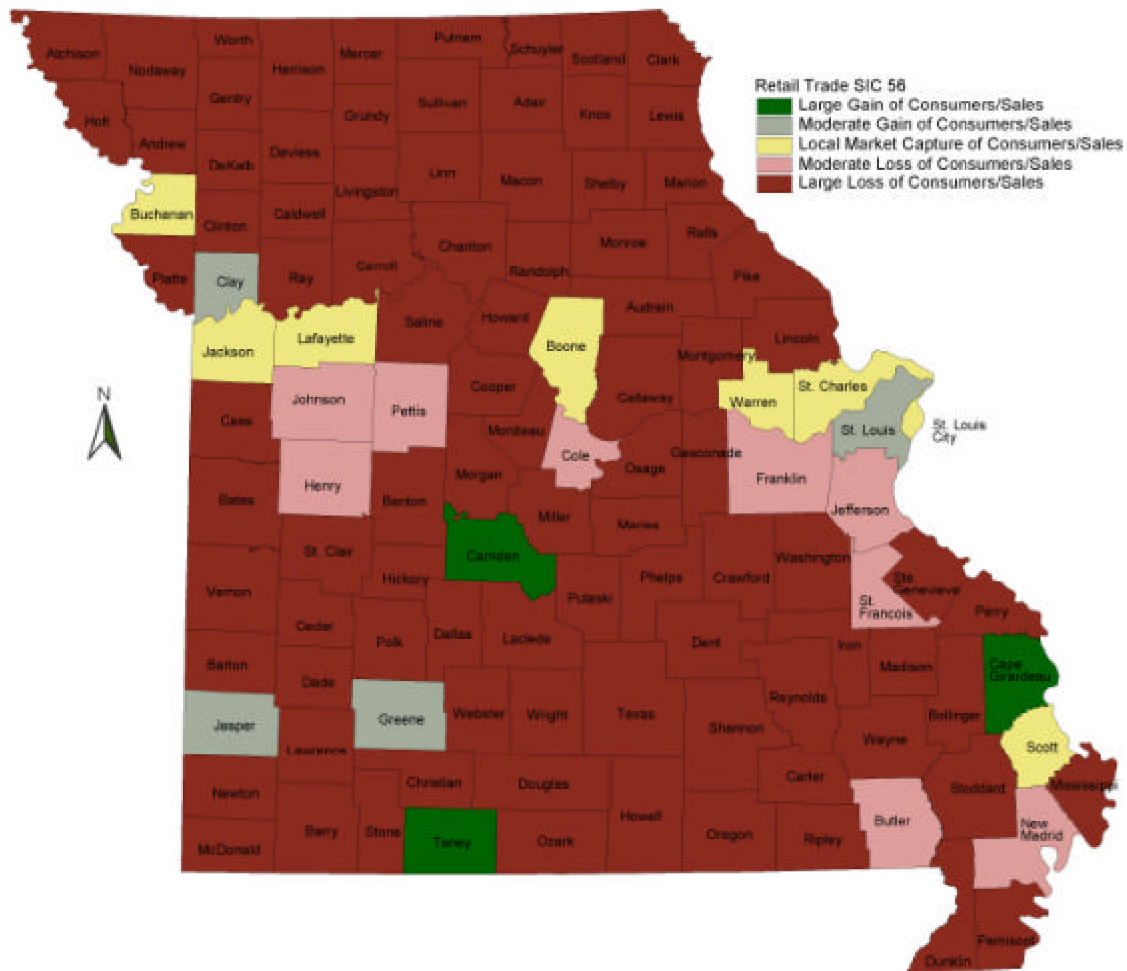 Worth
Putnam
Atchison
Nodaway
Mercer
Schuyler
Scotland
Clark
Harrison
Retail Trade SIC 56
Gentry
Large Gain of Consumers/Sales
Sullivan
Adair
Moderate Gain of Consumers/Sales
Holt
Grundy
Knox
Lewis
Andrew
Local Market Capture of Consumers/Sales
Daviess
DeKalb
Moderate Loss of Consumers/Sales
Linn
Macon
Shelby
Marion
Large Loss of Consumers/Sales
Livingston
Buchanan
Clinton
Caldwell
Chariton
Monroe
Ralls
Platte
Clay
Ray
Carroll
Randolph
Pike
Audrain
Saline
Howard
Lincoln
Jackson
Lafayette
Boone
Montgomery
Cooper
St. Charles
N
Johnson
Pettis
Callaway
Warren
Cass
Moniteau
St. Louis
St. Louis
City
Cole
Gasconade
Osage
Morgan
Franklin
Henry
Bates
Benton
Jefferson
Miller
Maries
St. Clair
Camden
Washington
Hickory
Phelps
Crawford
Vernon
Pulaski
Ste.
Genevieve
St.
Francois
Perry
Cedar
Polk
Dallas
Laclede
Dent
Iron
Barton
Madison
Cape
Girardeau
Dade
Reynolds
Jasper
Greene
Webster
Wright
Texas
Shannon
Bollinger
Lawrence
Wayne
Scott
Christian
Douglas
Carter
Stoddard
Mississippi
Newton
Howell
Butler
New
Madrid
McDonald
Barry
Stone
Taney
Ozark
Oregon
Ripley
Pemiscot
Dunklin